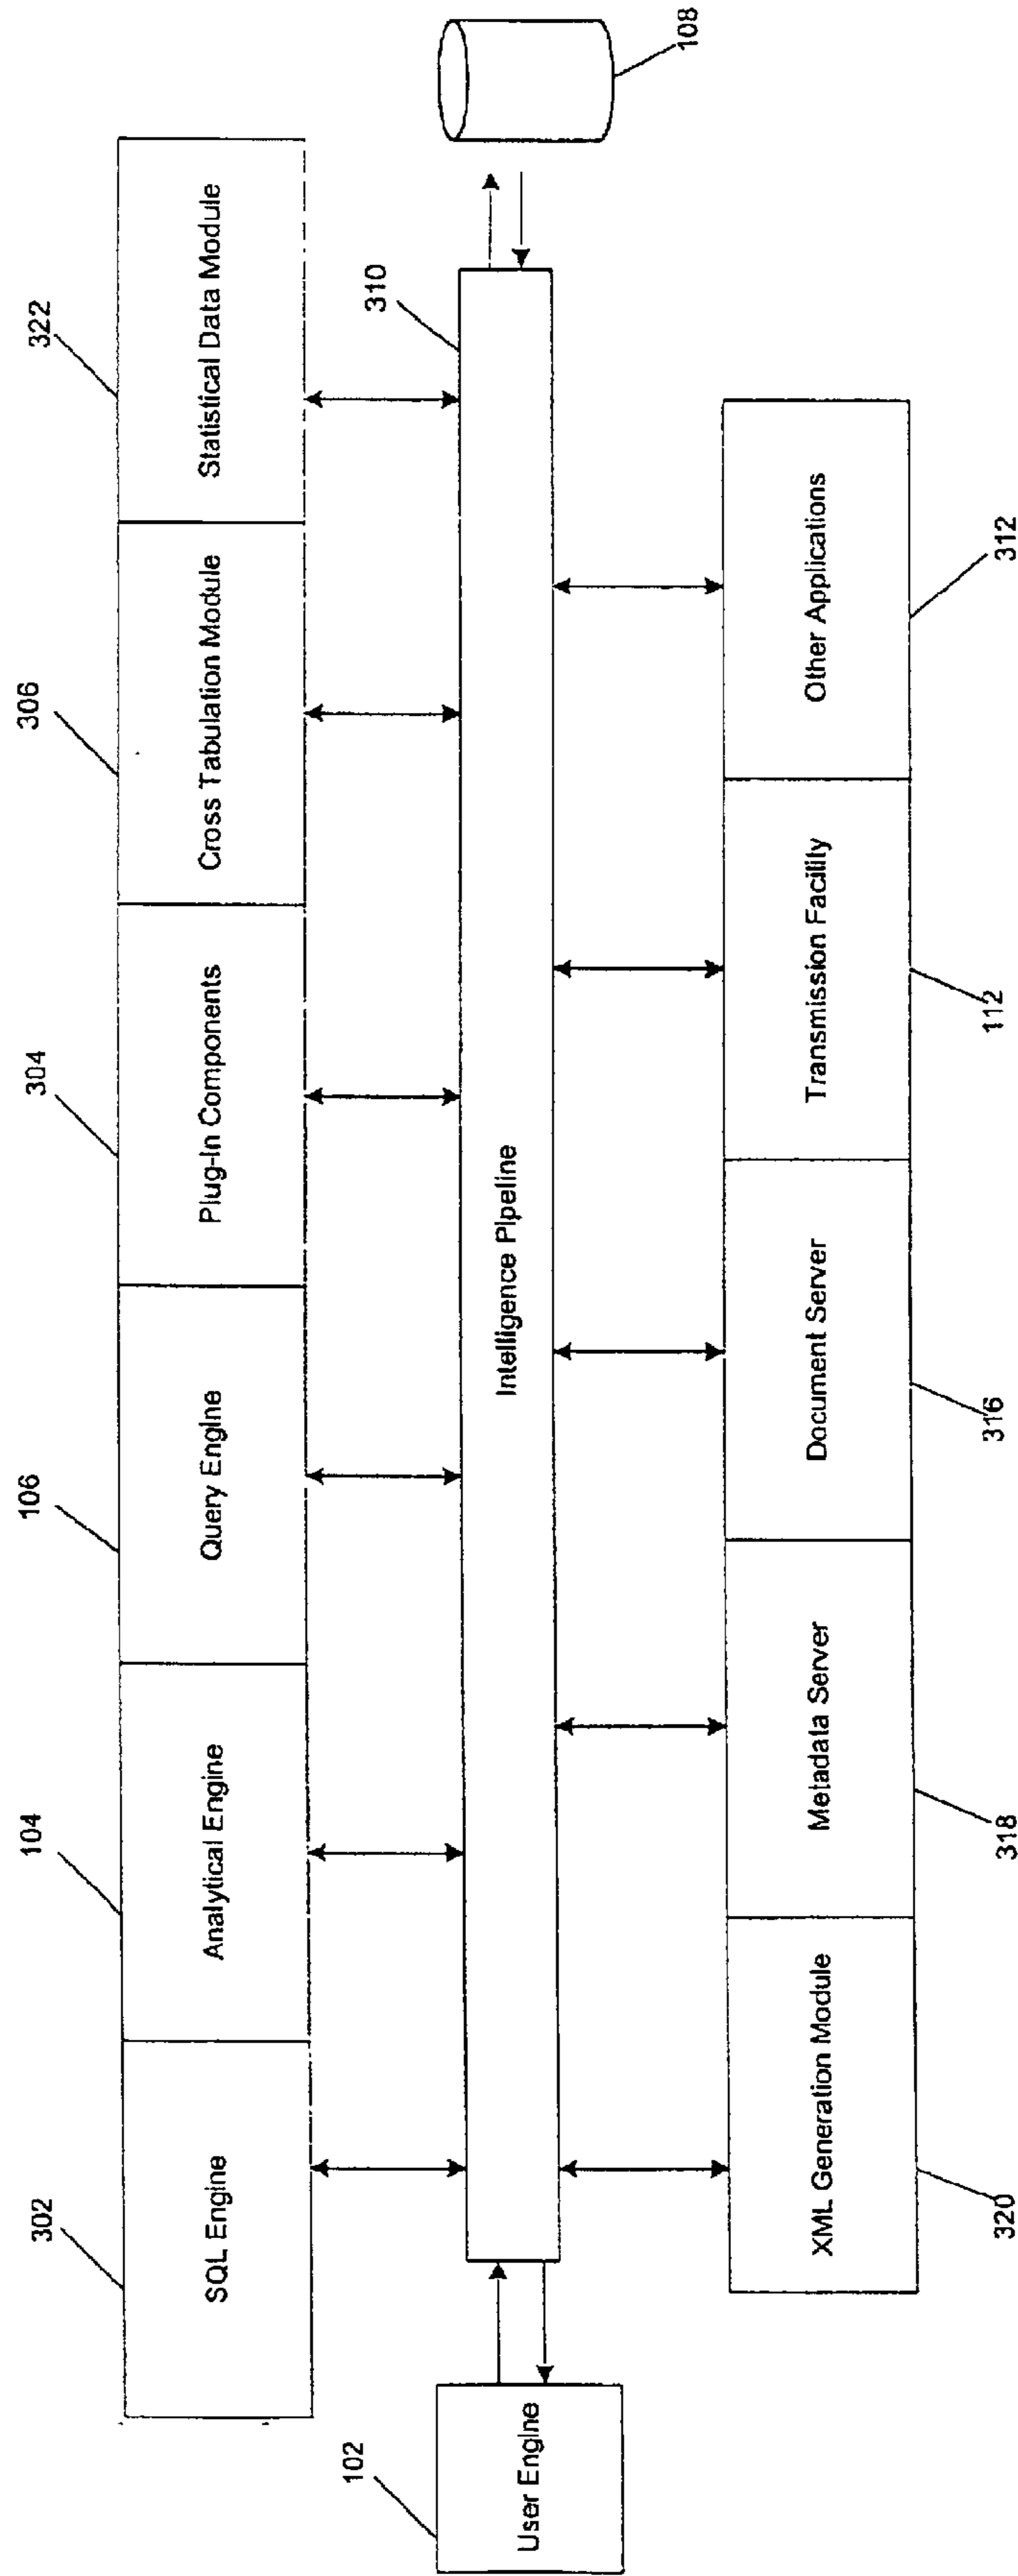 302
104
106
304
306
322
SQL Engine
Analytical Engine
Query Engine
Plug-In Components
Cross Tabulation Module
Statistical Data Module
102
310
108
User Engine
Intelligence Pipeline
XML Generation Module
Metadata Server
Document Server
Transmission Facility
Other Applications
320
318
316
112
312